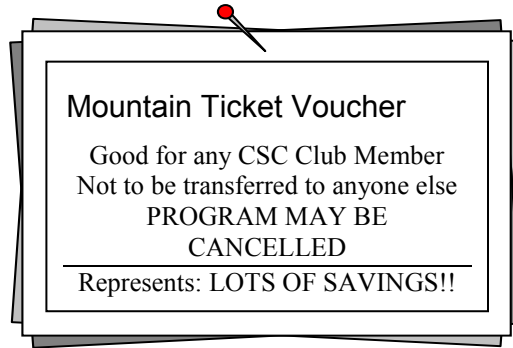 Mountain Ticket Voucher
Good for any CSC Club Member
Not to be transferred to anyone else
PROGRAM MAY BE
CANCELLED
Represents: LOTS OF SAVINGS!!